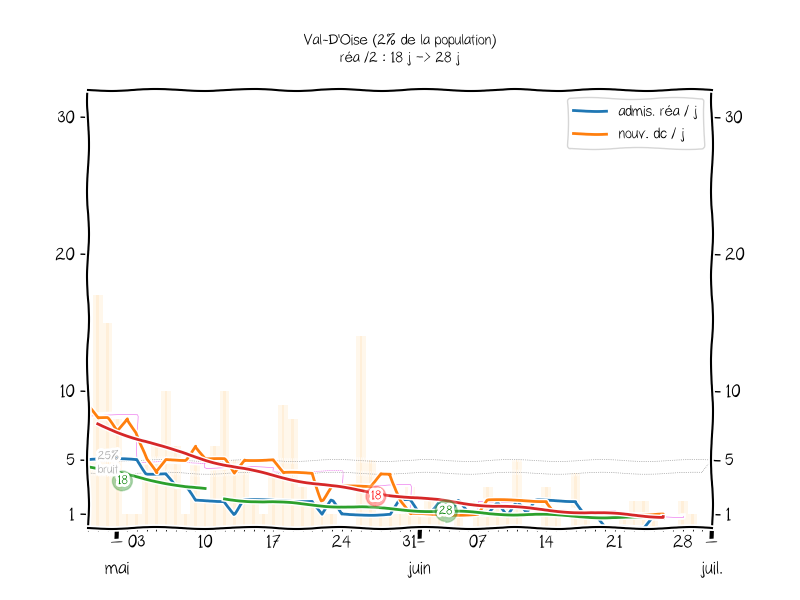 Val-D'Oise (2% de la population)
réa /2 : 18 j -> 28 j
admis. réa / j
nouv. dc / j
30
30
20
20
10
10
5
5
1
1
25%
bruit
18
18
28
03
10
17
24
31
07
14
21
28
mai
juin
juil.